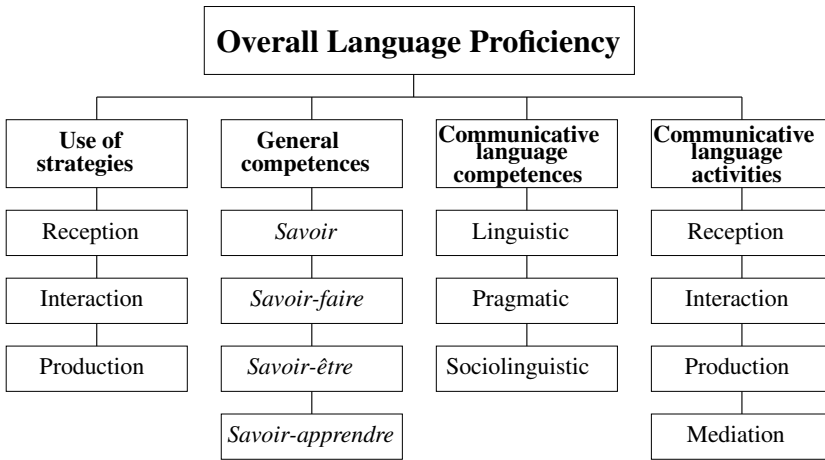 Overall Language Proficiency
Use of
strategies
General
competences
Communicative
language
competences
Communicative
language
activities
Reception
Savoir
Linguistic
Reception
Interaction
Savoir-faire
Pragmatic
Interaction
Production
Savoir-être
Sociolinguistic
Production
Savoir-apprendre
Mediation